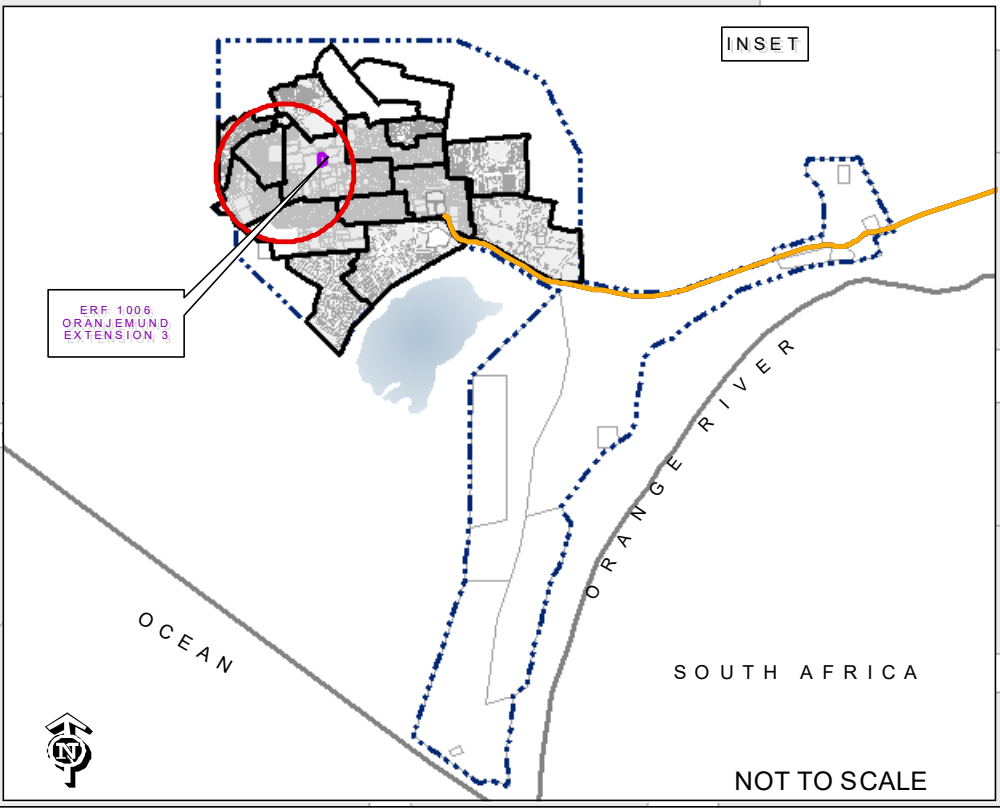 INSET
ERF 1006
ORANJEMUND
EXTENSION 3
ORANGE RIVER
OCEAN
SOUTH AFRICA
N
NOT TO SCALE